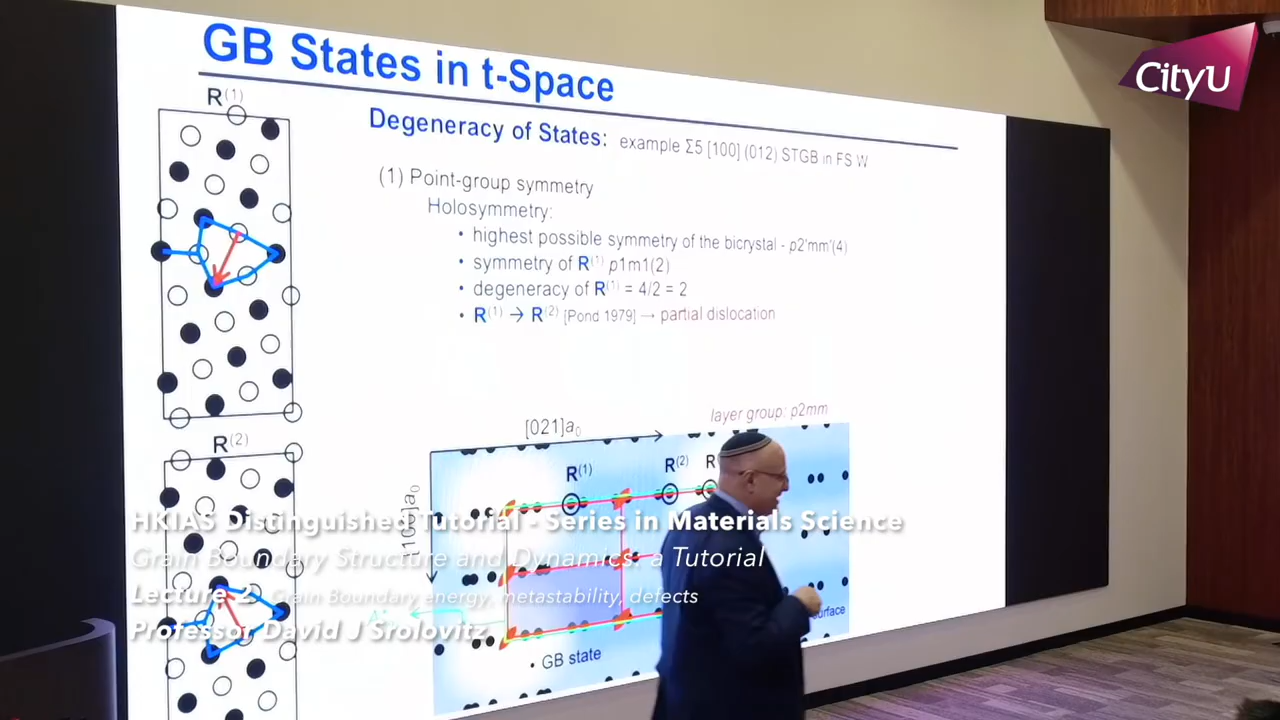 GB States in t-Space
CityU
R(1)
Degeneracy of States: example Σ5 [100] (012) STGB in FS W
(1) Point-group symmetry
Holosymmetry:
• highest possible symmetry of the bicrystal - p2'mm'(4)
• symmetry of R(1) p1m1(2)
• degeneracy of R(1) = 4/2 = 2
• R(1) → R(2) [Pond 1979] → partial dislocation
layer group: p2mm
[021]a₀
R(2)
R(1) R(2) R
HKIAS Distinguished Tutorial - Series in Materials Science
Grain Boundary Structure and Dynamics: a Tutorial
Lecture 2: Grain Boundary energy, metastability, defects
Professor David J Srolovitz
surface
• GB state